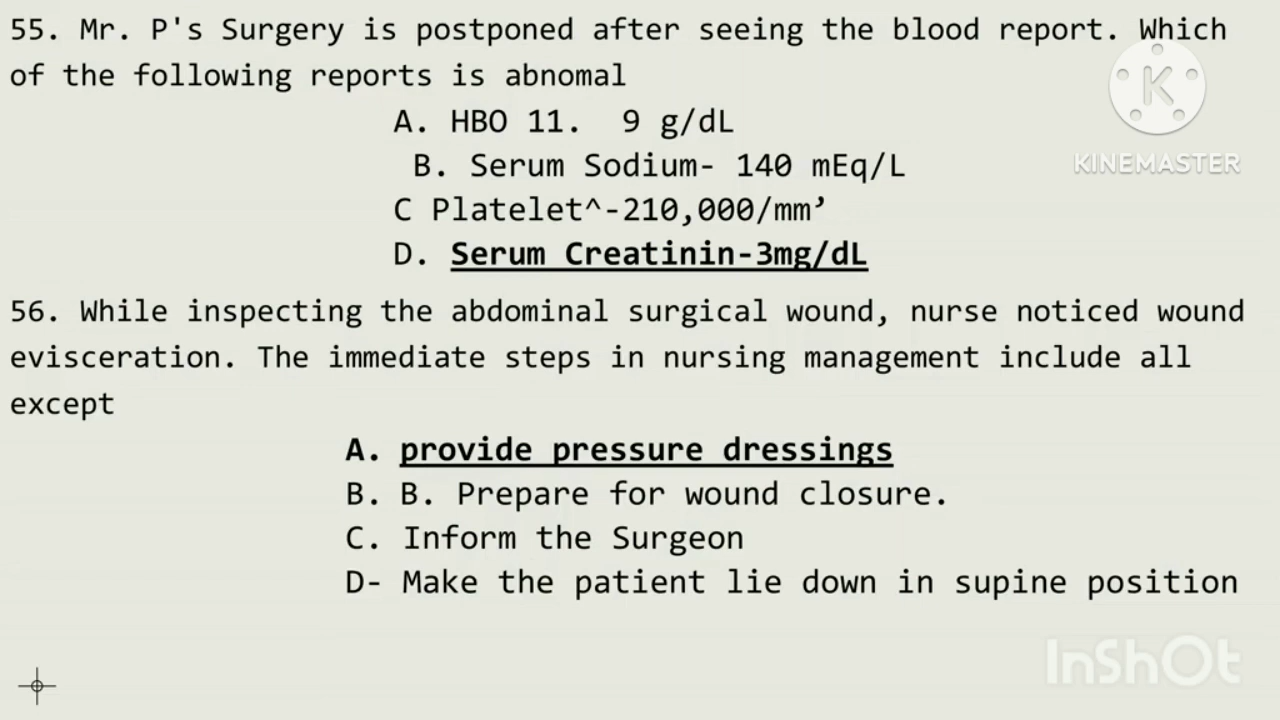 55. Mr. P's Surgery is postponed after seeing the blood report. Which
of the following reports is abnomal
A. HBO 11.  9 g/dL
B. Serum Sodium- 140 mEq/L
C Platelet^-210,000/mm’
D. Serum Creatinin-3mg/dL
K
KINEMASTER
56. While inspecting the abdominal surgical wound, nurse noticed wound
evisceration. The immediate steps in nursing management include all
except
A. provide pressure dressings
B. B. Prepare for wound closure.
C. Inform the Surgeon
D- Make the patient lie down in supine position
InShOt